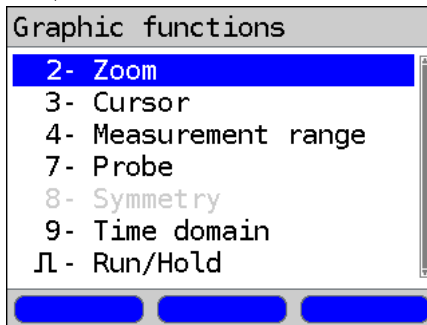 Graphic functions
2- Zoom
3- Cursor
4- Measurement range
7- Probe
8- Symmetry
9- Time domain
⎍- Run/Hold